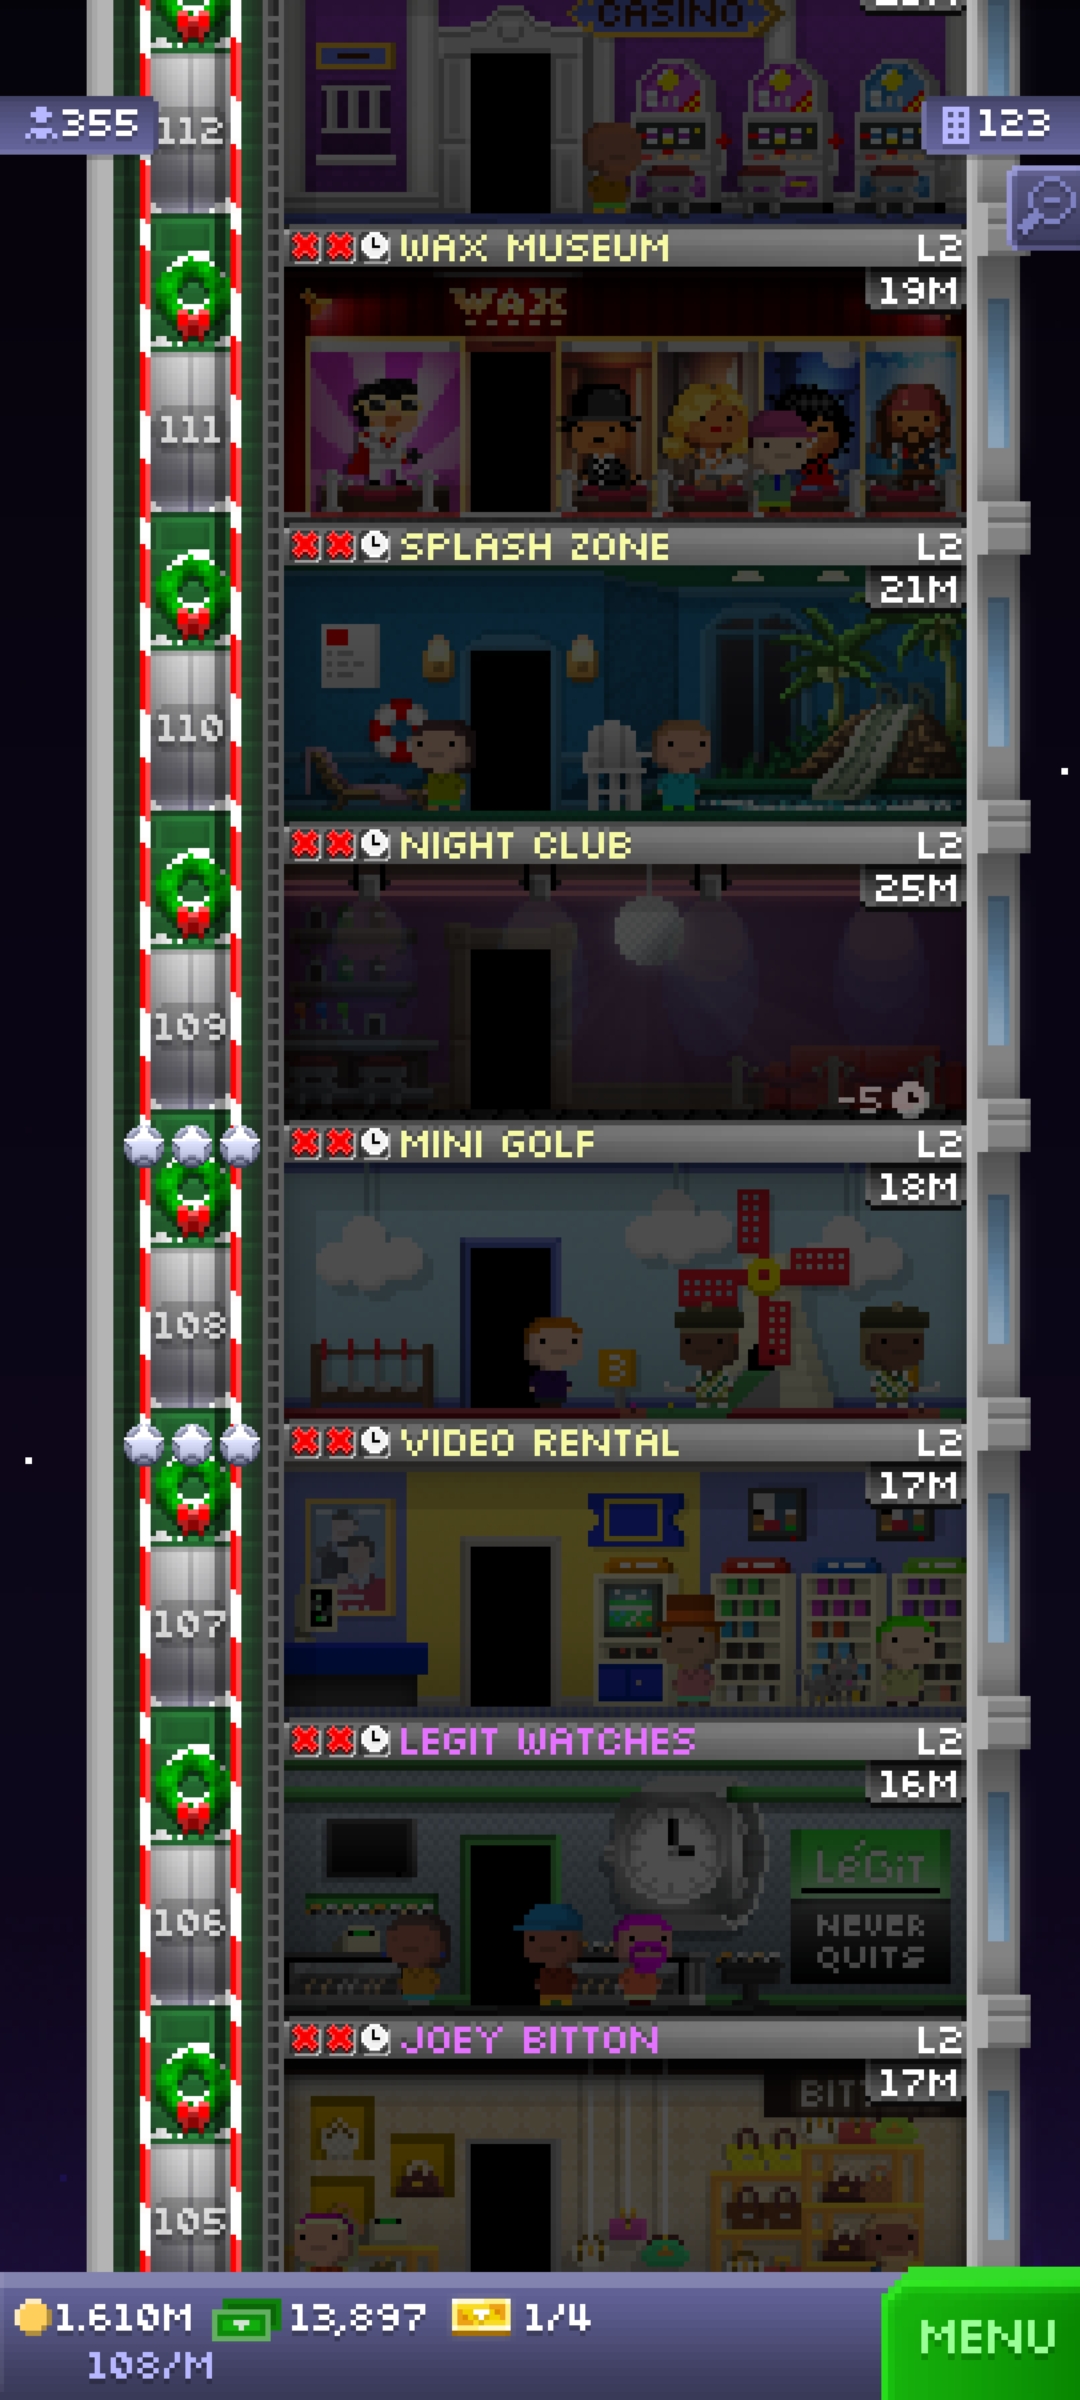 CASINO
355
112
123
WAX MUSEUM L2
19M
WAX
111
SPLASH ZONE L2
21M
110
NIGHT CLUB L2
25M
109
-5
MINI GOLF L2
18M
108
3
VIDEO RENTAL L2
17M
107
LEGIT WATCHES L2
16M
LéGiT
NEVER
QUITS
106
JOEY BITTON L2
17M
BIT
105
1.610M 13,897 1/4
108/M
MENU